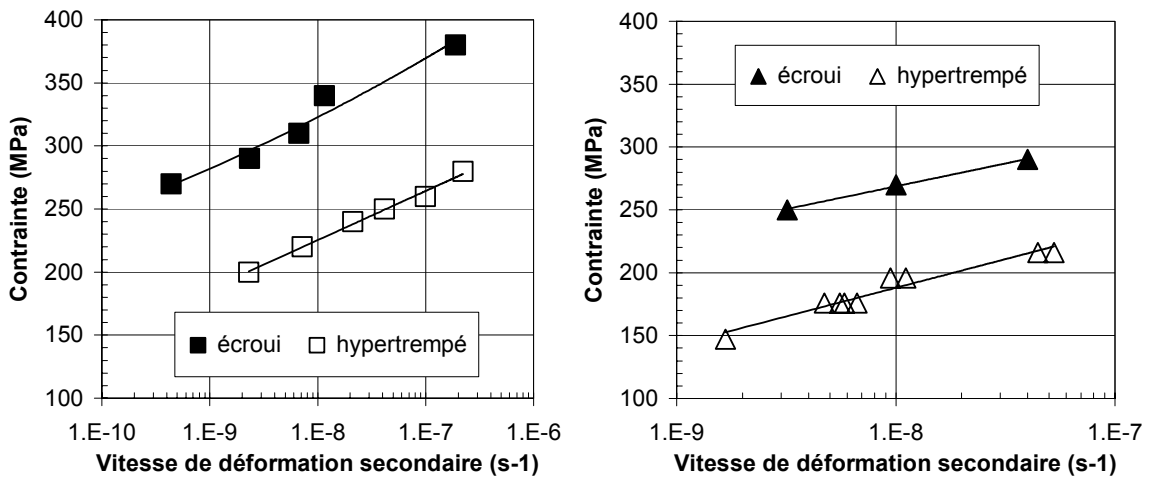 400
350
300
250
200
150
100
Contrainte (MPa)
écroui hypertrempé
1.E-10 1.E-9 1.E-8 1.E-7 1.E-6
Vitesse de déformation secondaire (s-1)
400
350
300
250
200
150
100
Contrainte (MPa)
écroui hypertrempé
1.E-9 1.E-8 1.E-7
Vitesse de déformation secondaire (s-1)